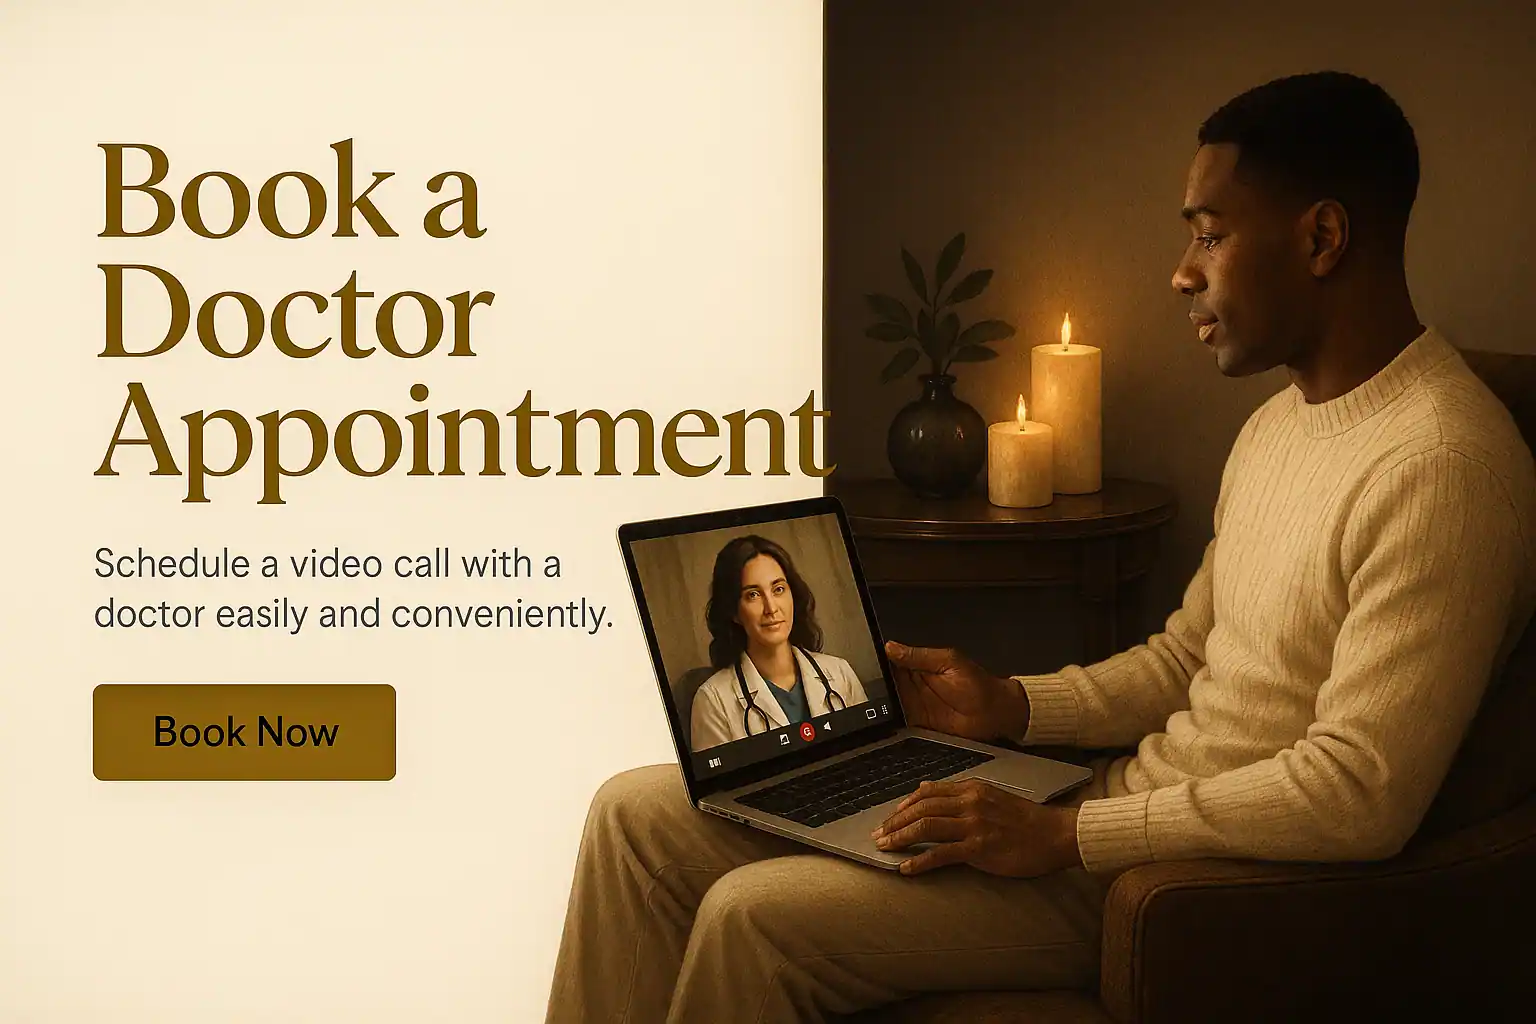 Book a
Doctor
Appointment
Schedule a video call with a
doctor easily and conveniently.
Book Now